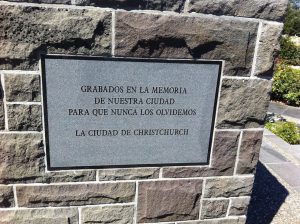 GRABADOS EN LA MEMORIA
DE NUESTRA CIUDAD
PARA QUE NUNCA LOS OLVIDEMOS
LA CIUDAD DE CHRISTCHURCH